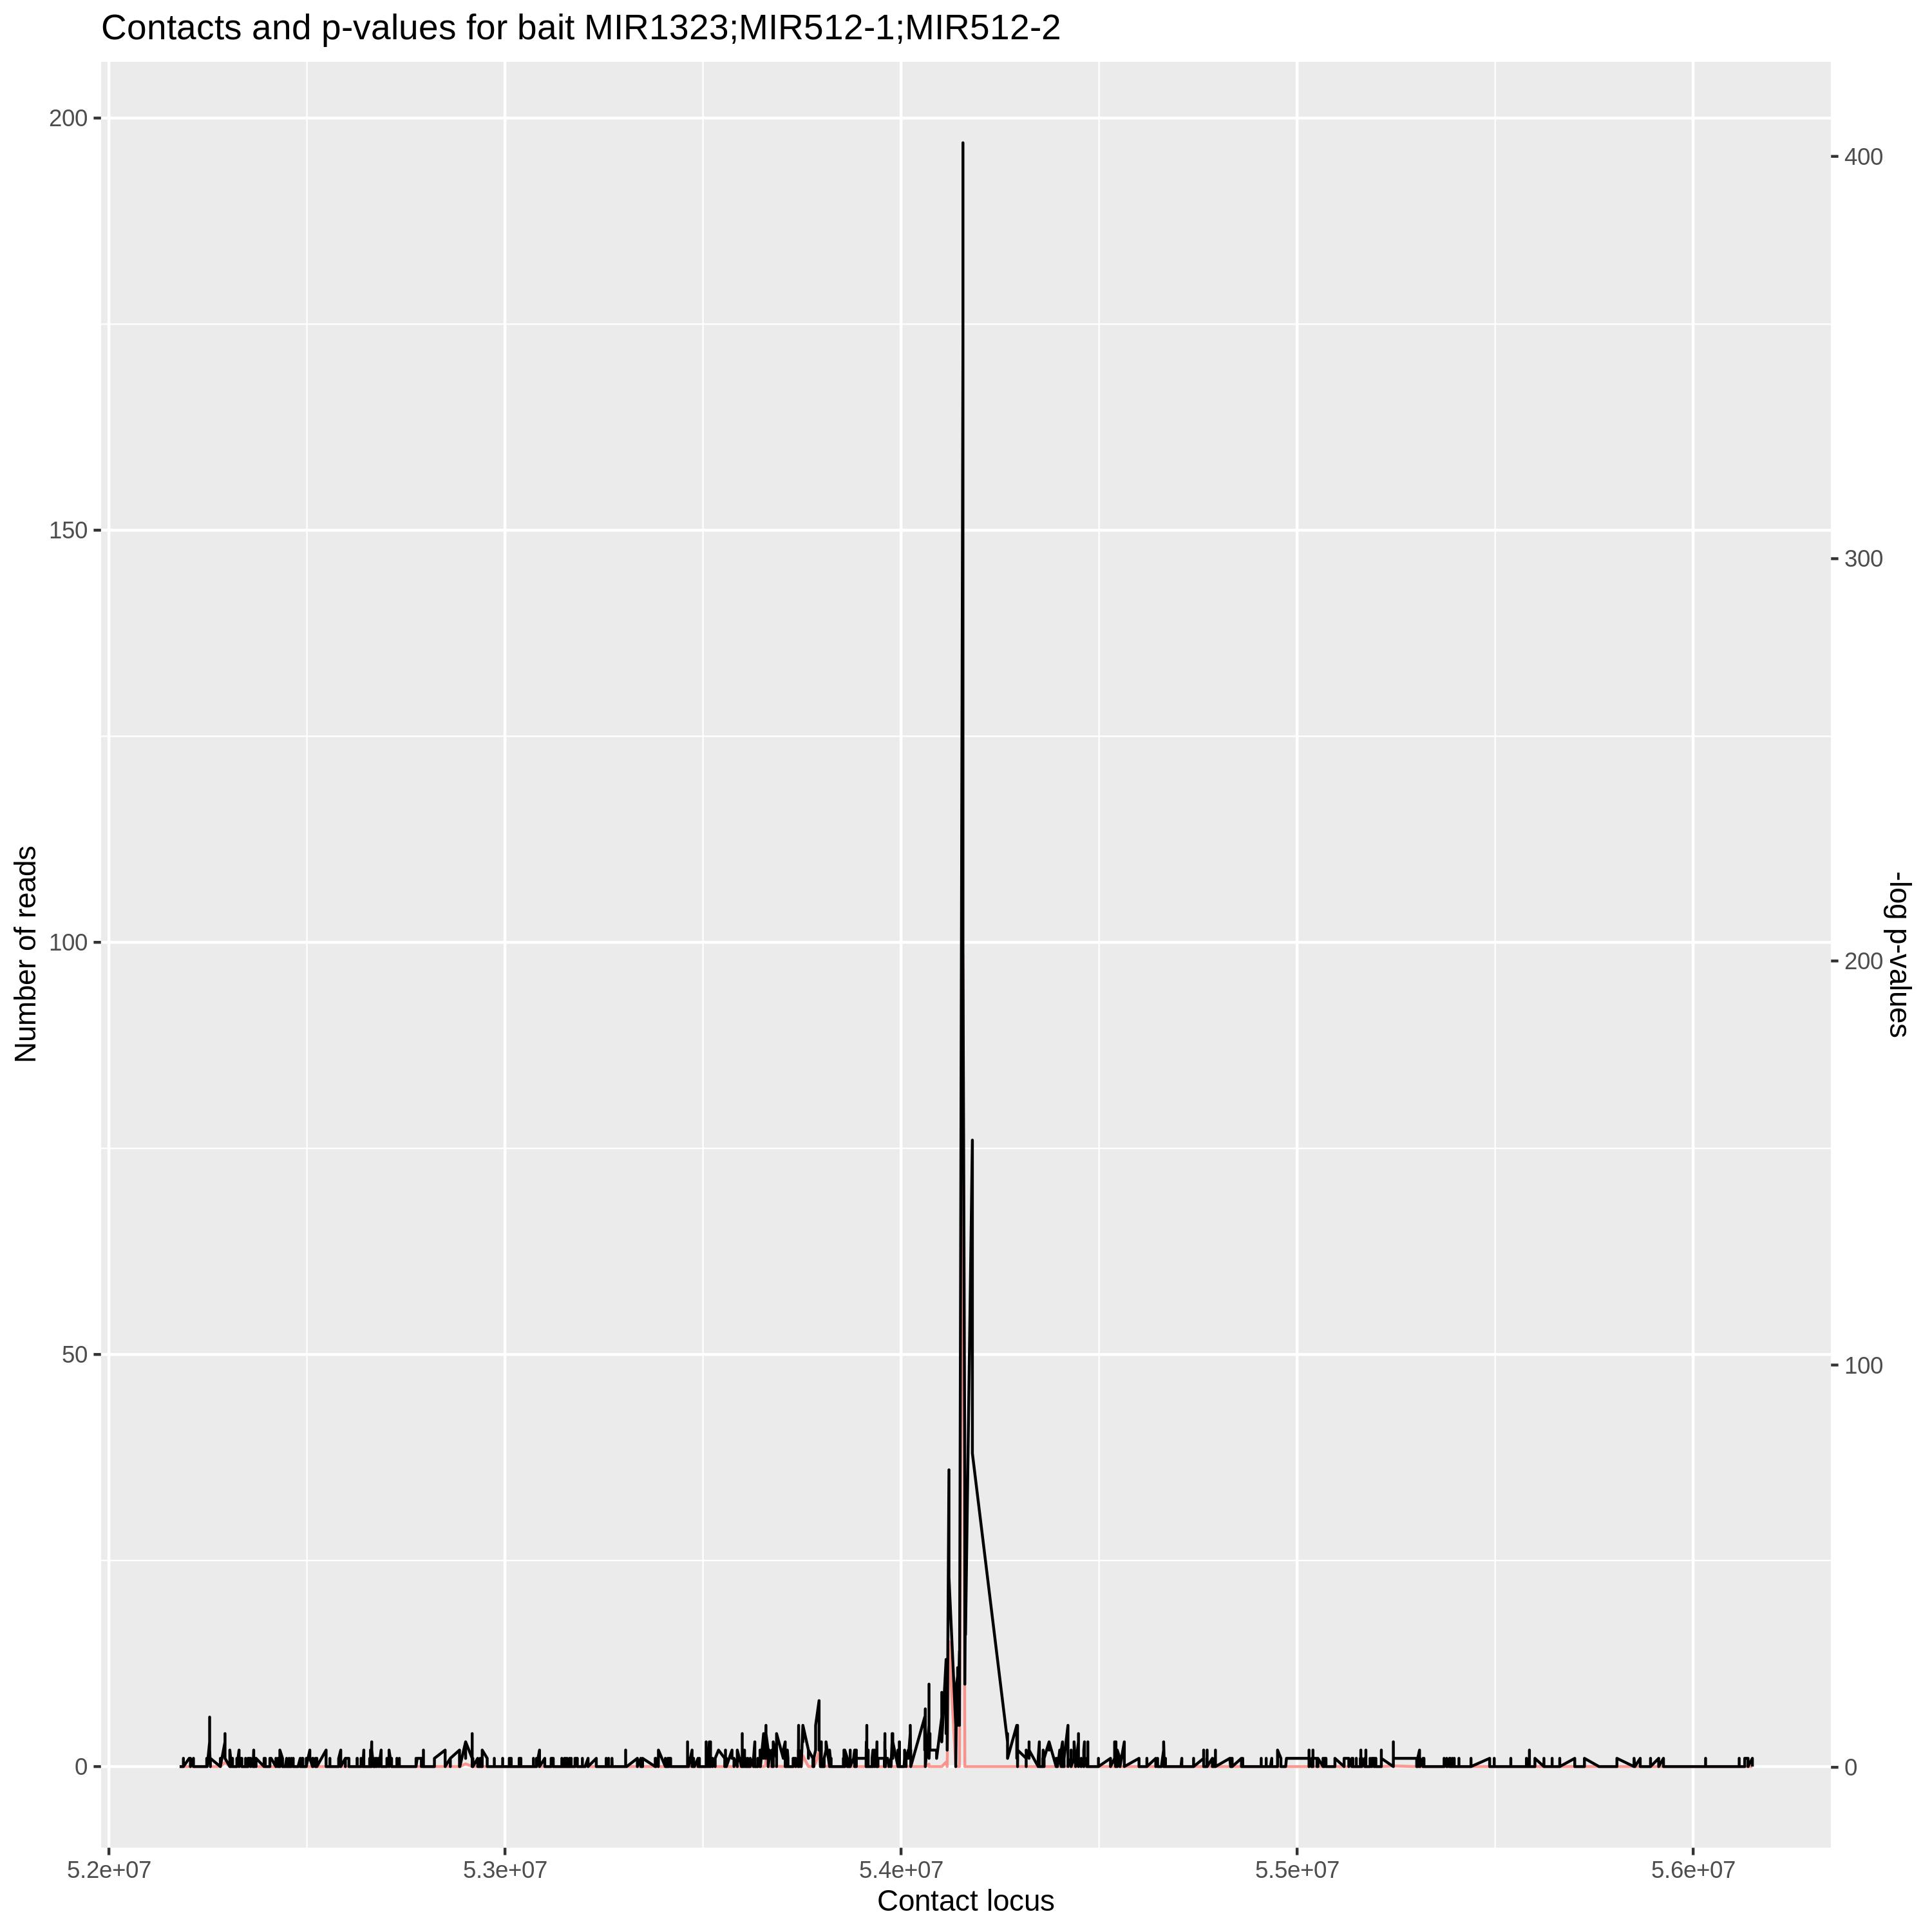 Contacts and p-values for bait MIR1323;MIR512-1;MIR512-2
200
150
100
50
0
Number of reads
400
300
200
100
0
-log p-values
5.2e+07
5.3e+07
5.4e+07
5.5e+07
5.6e+07
Contact locus